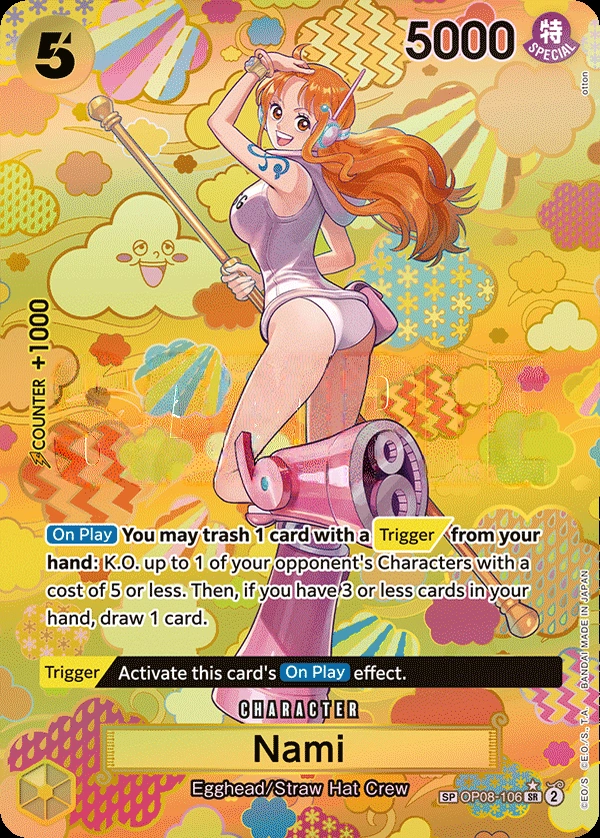 5
5000
特
SPECIAL
otton
COUNTER +1000
G
On Play You may trash 1 card with a Trigger from your
hand: K.O. up to 1 of your opponent's Characters with a
cost of 5 or less. Then, if you have 3 or less cards in your
hand, draw 1 card.
Trigger Activate this card's On Play effect.
CHARACTER
Nami
Egghead/Straw Hat Crew
SP OP08-106 SR 2
©E.O./S. ©E.O./S., T.A. BANDAI MADE IN JAPAN